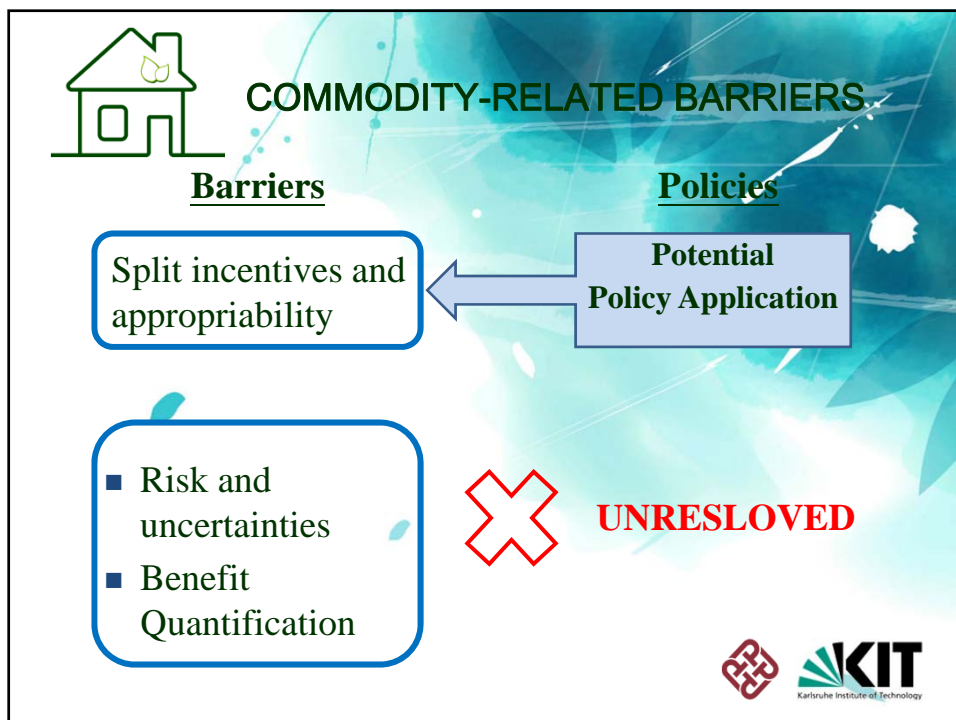 COMMODITY-RELATED BARRIERS
Barriers
Policies
Split incentives and
appropriability
Potential
Policy Application
Risk and
uncertainties
Benefit
Quantification
UNRESLOVED
KIT
Karlsruhe Institute of Technology